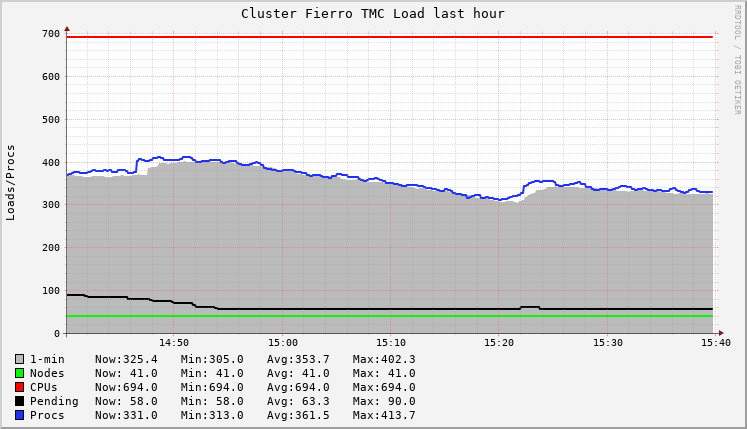 Cluster Fierro TMC Load last hour
RRDTOOL / TOBI OETIKER
Loads/Procs
700
600
500
400
300
200
100
0
14:50 15:00 15:10 15:20 15:30 15:40
1-min Now:325.4 Min:305.0 Avg:353.7 Max:402.3
Nodes Now: 41.0 Min: 41.0 Avg: 41.0 Max: 41.0
CPUs Now:694.0 Min:694.0 Avg:694.0 Max:694.0
Pending Now: 58.0 Min: 58.0 Avg: 63.3 Max: 90.0
Procs Now:331.0 Min:313.0 Avg:361.5 Max:413.7